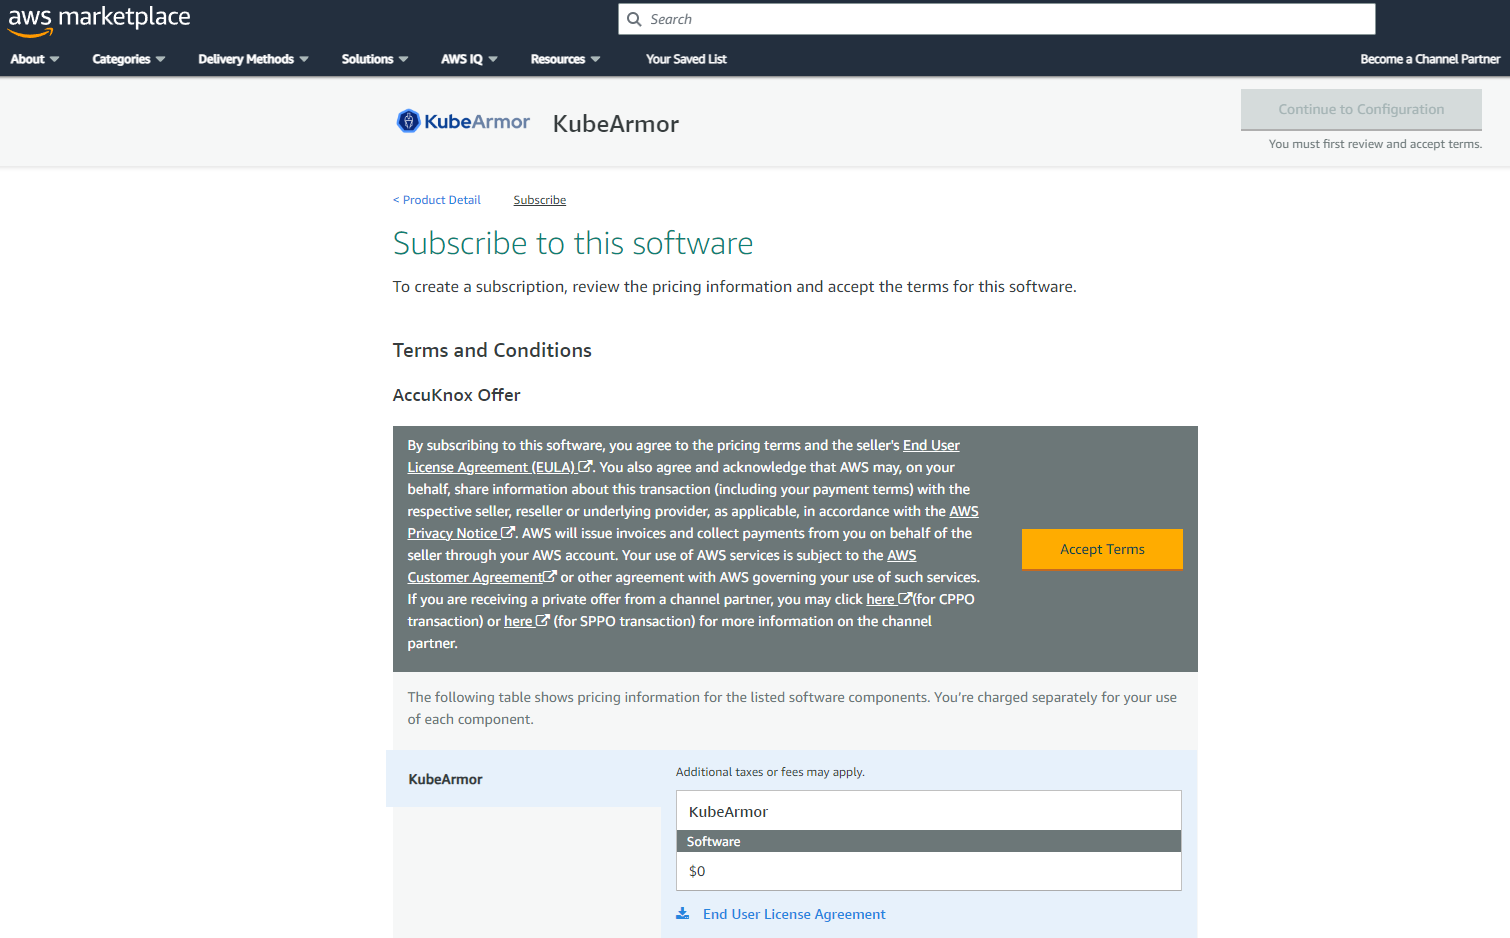 aws marketplace
Search
About
Categories
Delivery Methods
Solutions
AWS IQ
Resources
Your Saved List
Become a Channel Partner
KubeArmor
KubeArmor
Continue to Configuration
You must first review and accept terms.
< Product Detail
Subscribe
Subscribe to this software
To create a subscription, review the pricing information and accept the terms for this software.
Terms and Conditions
AccuKnox Offer
By subscribing to this software, you agree to the pricing terms and the seller's End User
License Agreement (EULA). You also agree and acknowledge that AWS may, on your
behalf, share information about this transaction (including your payment terms) with the
respective seller, reseller or underlying provider, as applicable, in accordance with the AWS
Privacy Notice. AWS will issue invoices and collect payments from you on behalf of the
seller through your AWS account. Your use of AWS services is subject to the AWS
Customer Agreement or other agreement with AWS governing your use of such services.
If you are receiving a private offer from a channel partner, you may click here (for CPPO
transaction) or here (for SPPO transaction) for more information on the channel
partner.
Accept Terms
The following table shows pricing information for the listed software components. You’re charged separately for your use
of each component.
KubeArmor
Additional taxes or fees may apply.
KubeArmor
Software
$0
End User License Agreement